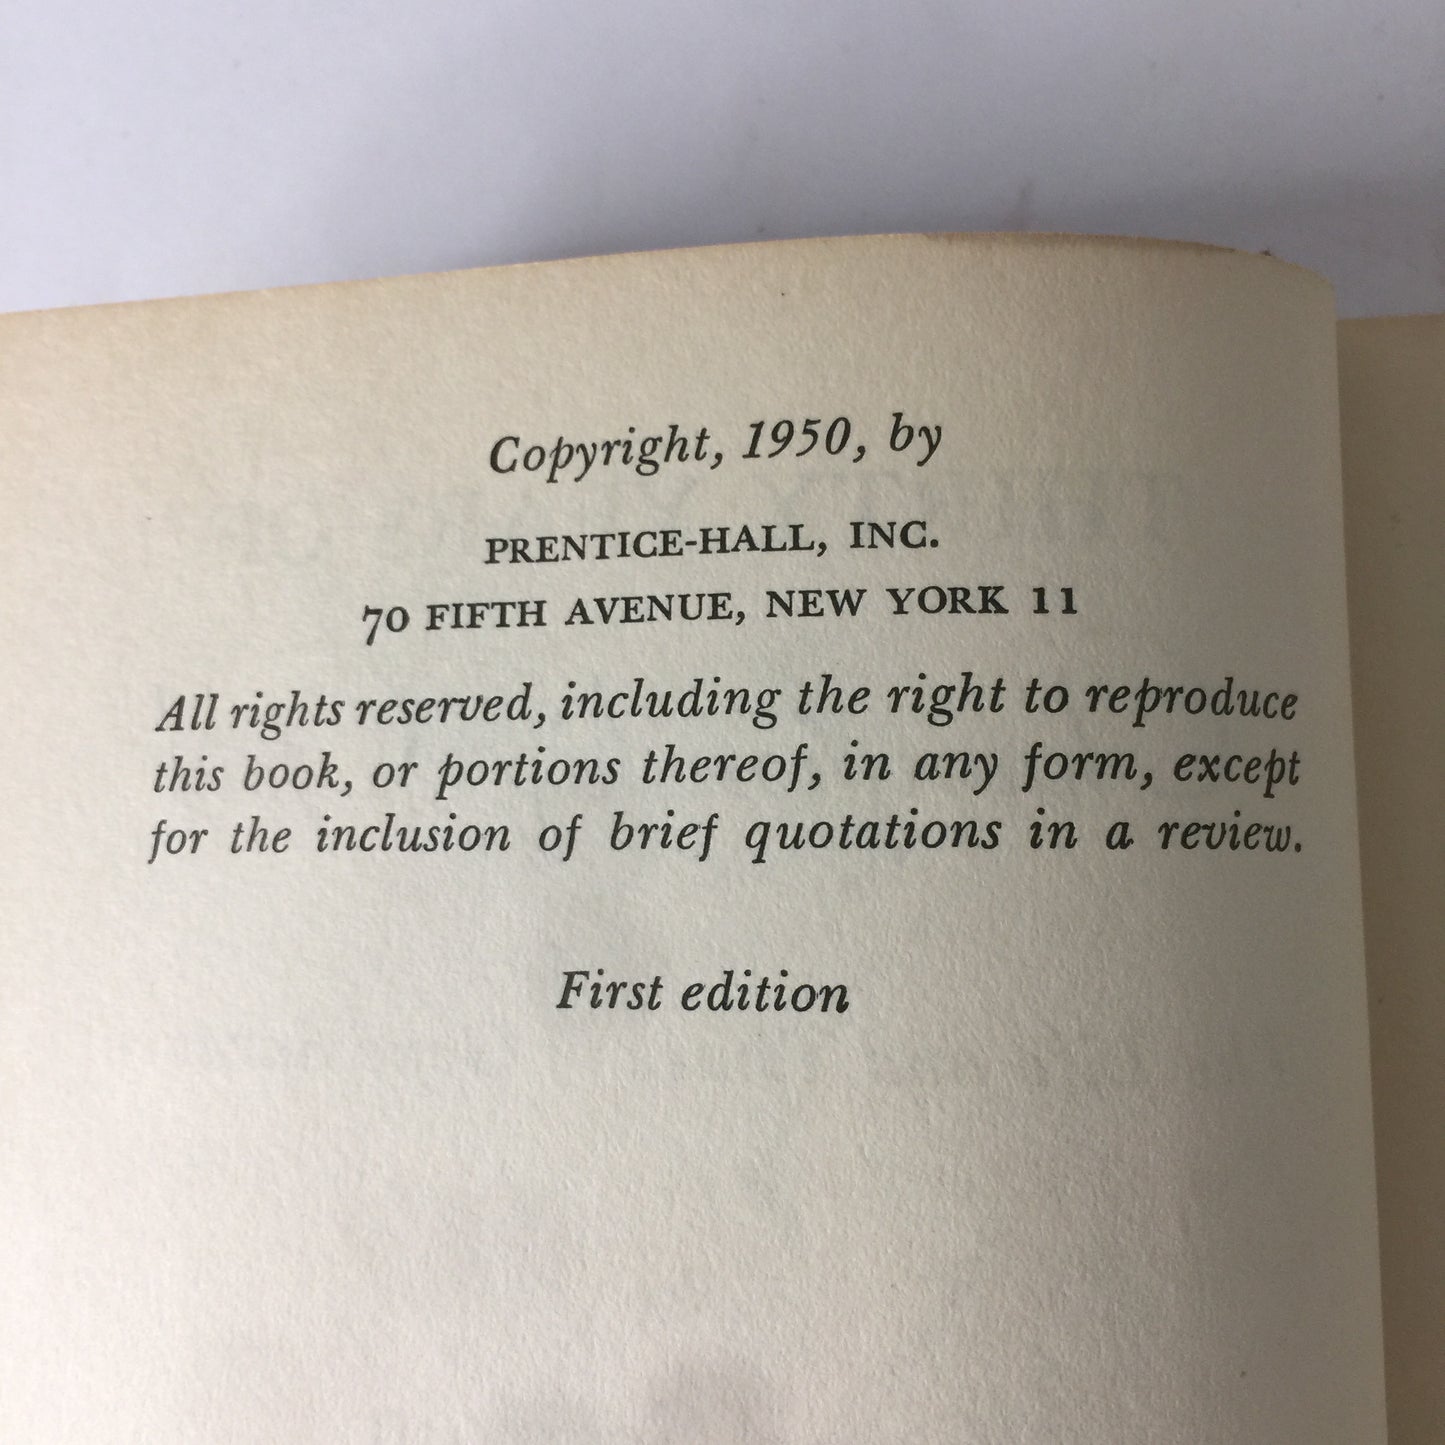 Copyright, 1950, by
PRENTICE-HALL, INC.
70 FIFTH AVENUE, NEW YORK 11
All rights reserved, including the right to reproduce
this book, or portions thereof, in any form, except
for the inclusion of brief quotations in a review.
First edition